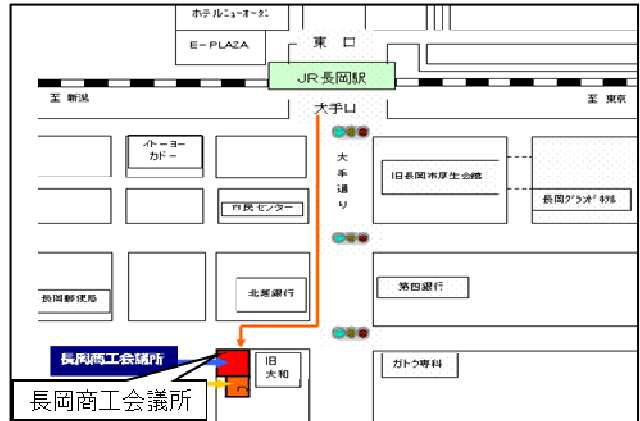 ホテルニューオータニ
E-PLAZA
東口
JR長岡駅
至 新潟
大手口
至 東京
イトーヨー
カドー
大手通り
旧長岡市厚生会館
市民センター
長岡グランドホテル
長岡郵便局
北越銀行
第四銀行
長岡商工会議所
旧
大和
ガトウ専科
長岡商工会議所